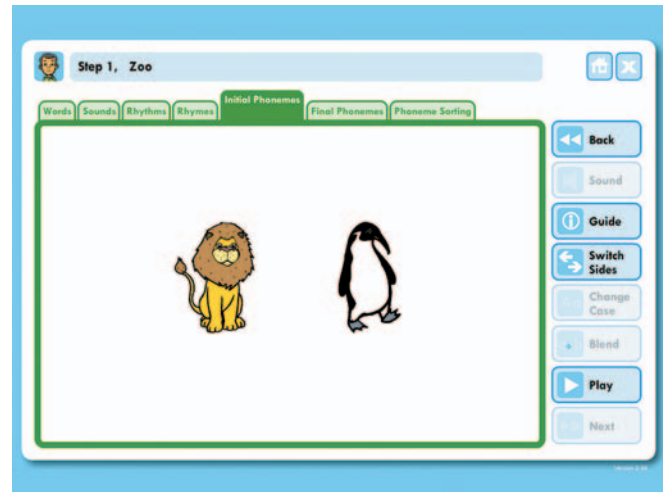 Step 1, Zoo
Words Sounds Rhythms Rhymes Initial Phonemes Final Phonemes Phoneme Sorting
Back
Sound
Guide
Switch
Sides
Change
Case
Blend
Play
Next